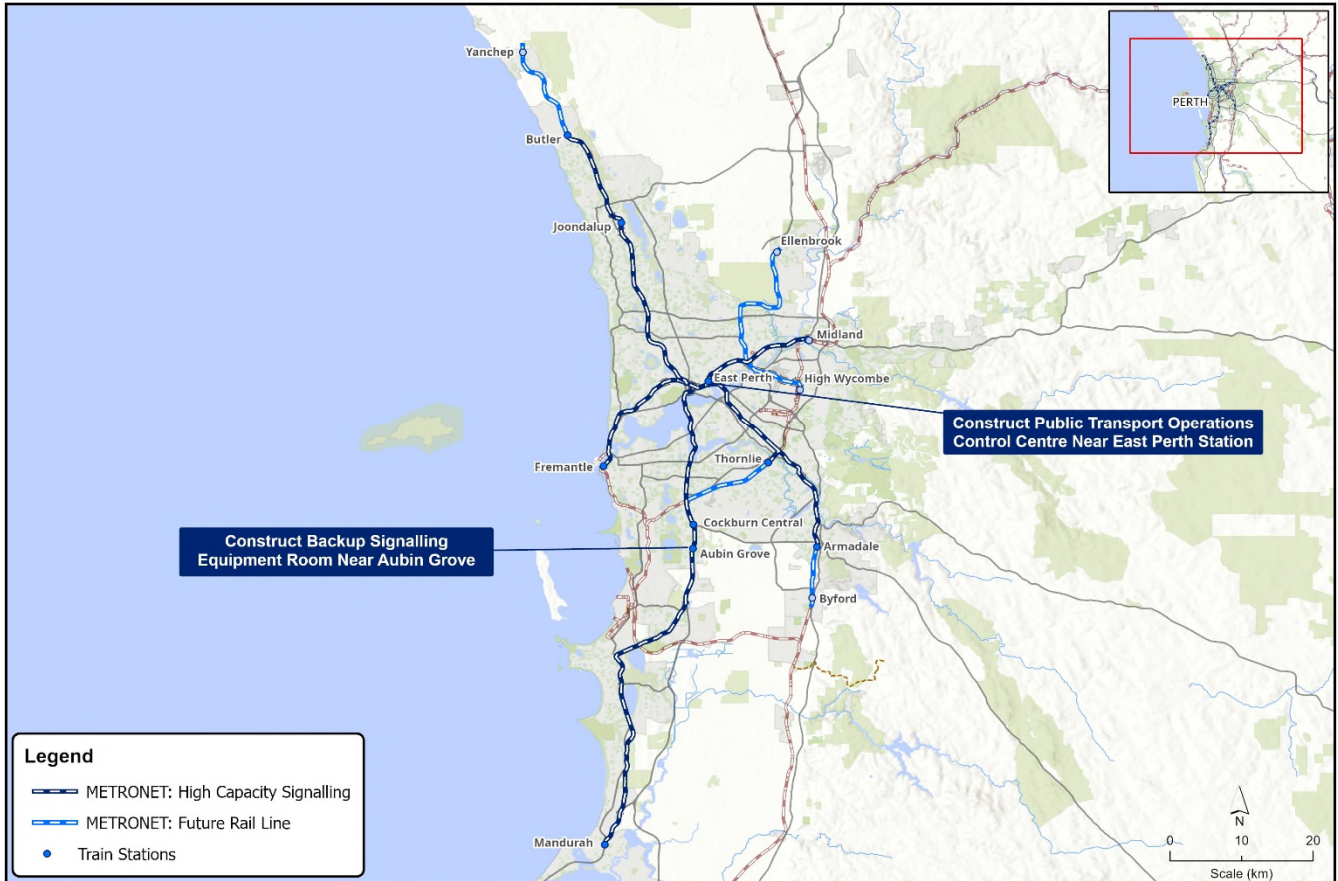 Yanchep
PERTH
Butler
Joondalup
Ellenbrook
Midland
East Perth
High Wycombe
Construct Public Transport Operations
Control Centre Near East Perth Station
Thornlie
Fremantle
Cockburn Central
Construct Backup Signalling
Equipment Room Near Aubin Grove
Aubin Grove
Armadale
Byford
Legend
METRONET: High Capacity Signalling
METRONET: Future Rail Line
Train Stations
Mandurah
N
0 10 20
Scale (km)